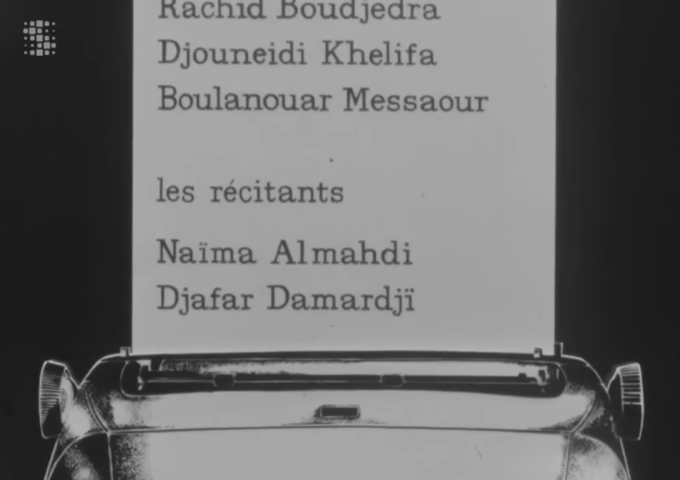 Rachid Boudjedra
Djouneidi Khelifa
Boulanouar Messaour
les récitants
Naïma Almahdi
Djafar Damardjï